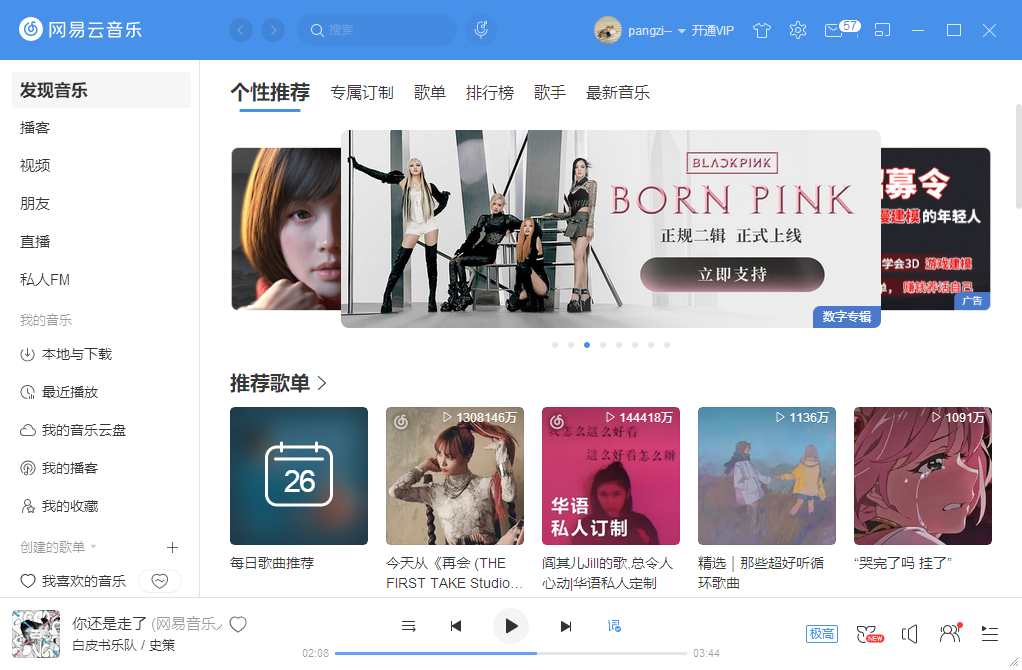 网易云音乐
搜索
pangzi--
开通VIP
57
发现音乐
播客
视频
朋友
直播
私人FM
我的音乐
本地与下载
最近播放
我的音乐云盘
我的播客
我的收藏
创建的歌单
我喜欢的音乐
个性推荐 专属订制 歌单 排行榜 歌手 最新音乐
BLACKPINK
BORN PINK
正规二辑 正式上线
立即支持
数字专辑
募令
建模的年轻人
学会3D 游戏建模
赚钱养活自己
广告
推荐歌单
26
每日歌曲推荐
1308146万
今天从《再会 (THE
FIRST TAKE Studio...
144418万
我怎么這么好看
這么好看怎么辦
华语
私人订制
阎其儿Jill的歌,总令人
心动|华语私人定制
1136万
精选｜那些超好听循
环歌曲
1091万
“哭完了吗 挂了”
你还是走了 (网易音乐
白皮书乐队 / 史策
词
02:08
03:44
极高
NEW